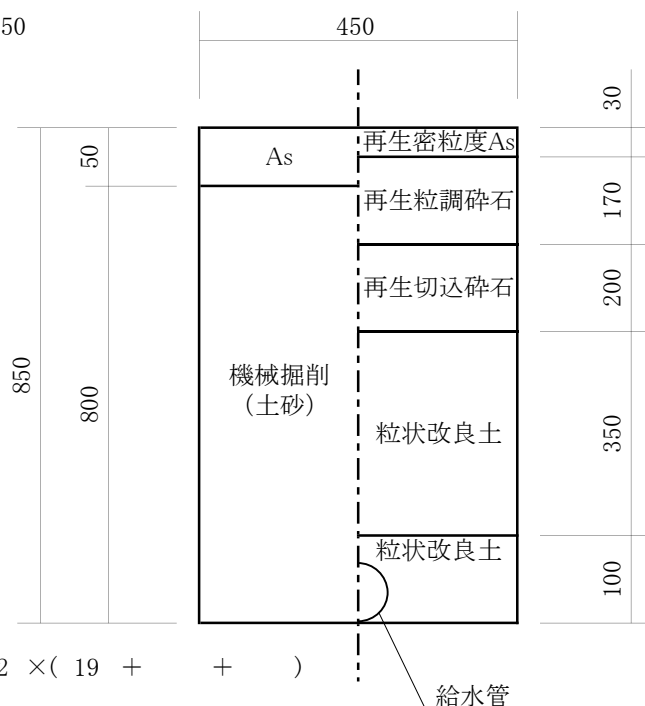 50
450
30
50
As
再生密粒度As
再生粒調砕石
170
再生切込砕石
200
850
800
機械掘削
（土砂）
粒状改良土
350
粒状改良土
100
2 ×( 19 + + )
給水管